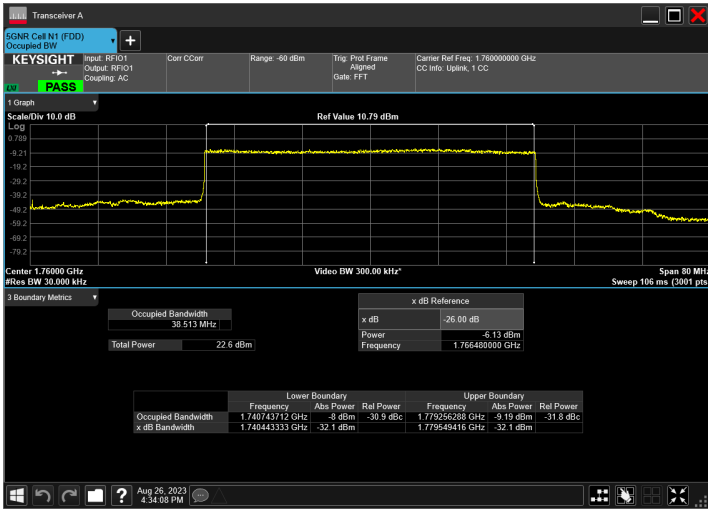 Transceiver A
5GNR Cell N1 (FDD)
Occupied BW
KEYSIGHT
PASS
Input: RFIO1
Output: RFIO1
Coupling: AC
Corr CCorr
Range: -60 dBm
Trig: Prot Frame
Aligned
Gate: FFT
Carrier Ref Freq: 1.760000000 GHz
CC Info: Uplink, 1 CC
1 Graph
Scale/Div 10.0 dB
Ref Value 10.79 dBm
Log
0.789
-9.21
-19.2
-29.2
-39.2
-49.2
-59.2
-69.2
-79.2
Center 1.76000 GHz
Video BW 300.00 kHz*
Span 80 MHz
#Res BW 30.000 kHz
Sweep 106 ms (3001 pts
3 Boundary Metrics
Occupied Bandwidth
38.513 MHz
Total Power 22.6 dBm
x dB Reference
x dB -26.00 dB
Power -6.13 dBm
Frequency 1.766480000 GHz
Lower Boundary Upper Boundary
Frequency Abs Power Rel Power Frequency Abs Power Rel Power
Occupied Bandwidth 1.740743712 GHz -8 dBm -30.9 dBc 1.779256288 GHz -9.19 dBm -31.8 dBc
x dB Bandwidth 1.740443333 GHz -32.1 dBm 1.779549416 GHz -32.1 dBm
?
Aug 26, 2023
4:34:08 PM